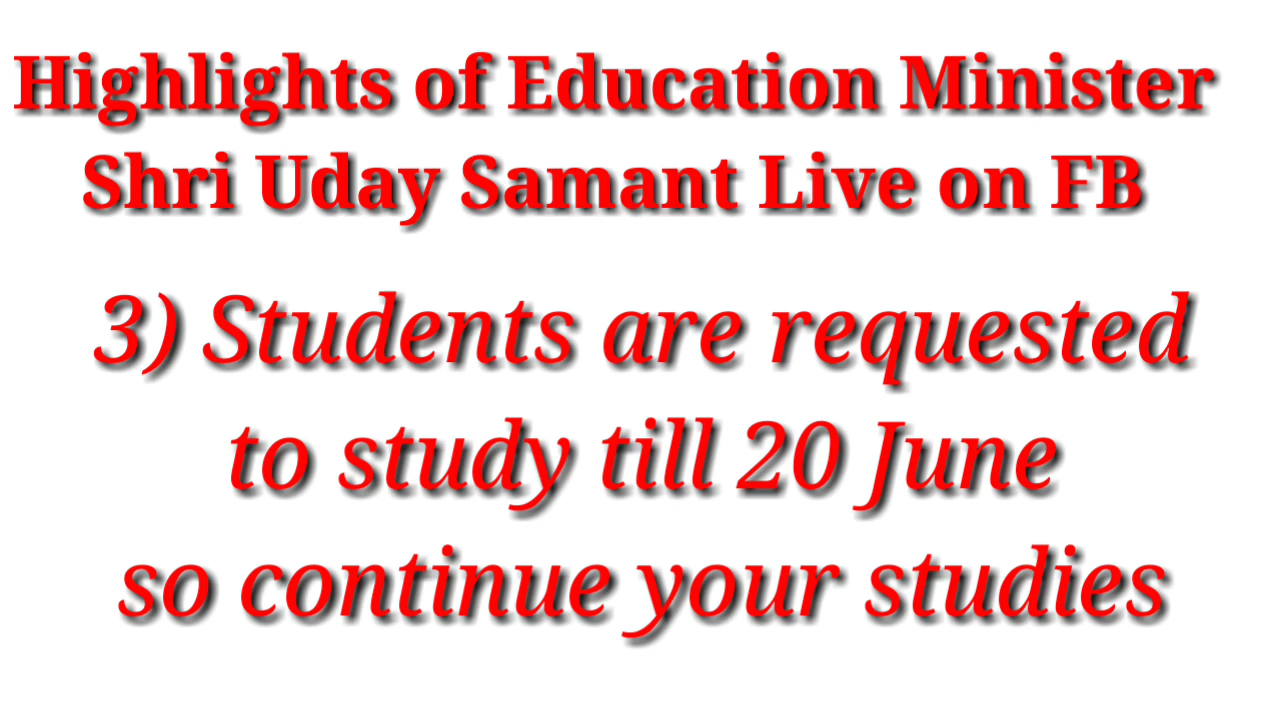 Highlights of Education Minister
Shri Uday Samant Live on FB
3) Students are requested
to study till 20 June
so continue your studies